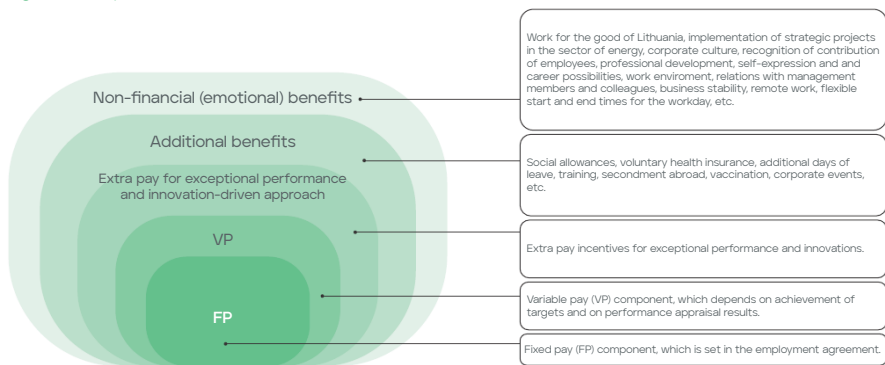 Non-financial (emotional) benefits
Additional benefits
Extra pay for exceptional performance
and innovation-driven approach
VP
FP
Work for the good of Lithuania, implementation of strategic projects
in the sector of energy, corporate culture, recognition of contribution
of employees, professional development, self-expression and and
career possibilities, work enviroment, relations with management
members and colleagues, business stability, remote work, flexible
start and end times for the workday, etc.
Social allowances, voluntary health insurance, additional days of
leave, training, secondment abroad, vaccination, corporate events,
etc.
Extra pay incentives for exceptional performance and innovations.
Variable pay (VP) component, which depends on achievement of
targets and on performance appraisal results.
Fixed pay (FP) component, which is set in the employment agreement.